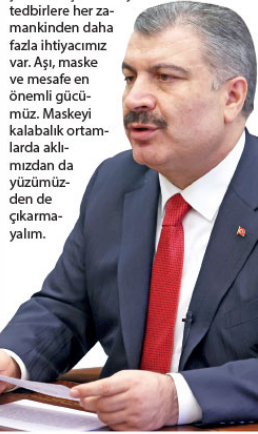 tedbirlere her za-
mankinden daha
fazla ihtiyacımız
var. Aşı, maske
ve mesafe en
önemli gücü-
müz. Maskeyi
kalabalık ortam-
larda aklı-
mızdan da
yüzümüz-
den de
çıkarma-
yalım.